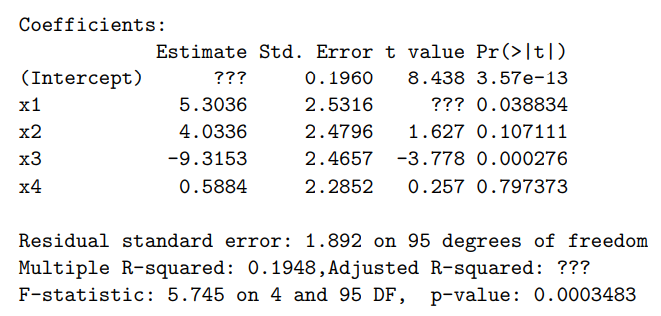 Coefficients:
Estimate Std. Error t value Pr(>|t|)
(Intercept) ??? 0.1960 8.438 3.57e-13
x1 5.3036 2.5316 ??? 0.038834
x2 4.0336 2.4796 1.627 0.107111
x3 -9.3153 2.4657 -3.778 0.000276
x4 0.5884 2.2852 0.257 0.797373
Residual standard error: 1.892 on 95 degrees of freedom
Multiple R-squared: 0.1948,Adjusted R-squared: ???
F-statistic: 5.745 on 4 and 95 DF, p-value: 0.0003483